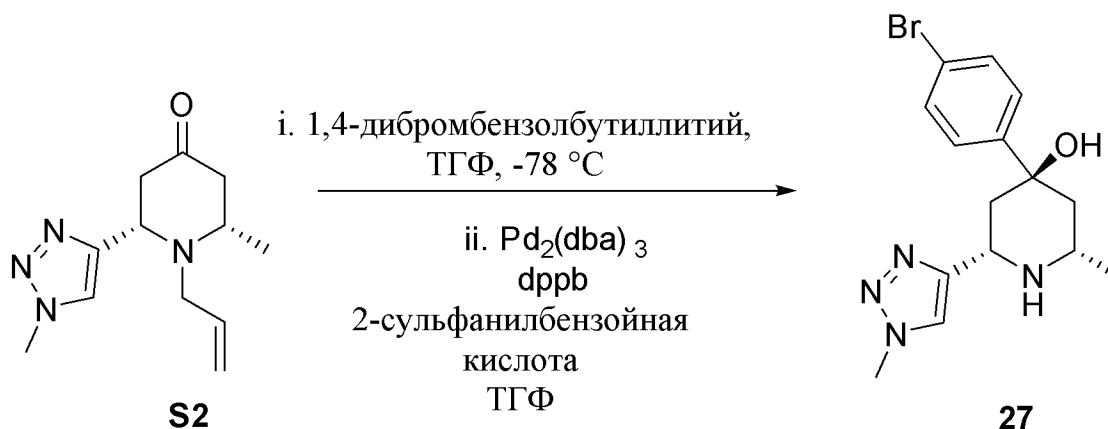 Br
O
i. 1,4-дибромбензолбутиллитий,
ТГФ, -78 °C
OH
N
N
N
N
ii. Pd₂(dba) ₃
dppb
2-сульфанилбензойная
кислота
ТГФ
N
N
N
N
H
S2
27